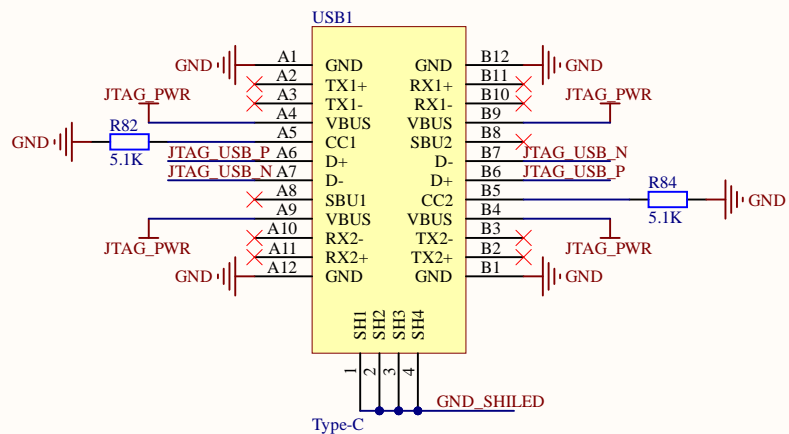 USB1
GND A1 GND GND B12 GND
A2 TX1+ RX1+ B11
JTAG_PWR A3 TX1- RX1- B10 JTAG_PWR
A4 VBUS VBUS B9
GND R82 A5 CC1 SBU2 B8
5.1K JTAG_USB_P A6 D+ D- B7 JTAG_USB_N
JTAG_USB_N A7 D- D+ B6 JTAG_USB_P
A8 SBU1 CC2 B5 R84 GND
A9 VBUS VBUS B4 5.1K
A10 RX2- TX2- B3
JTAG_PWR A11 RX2+ TX2+ B2 JTAG_PWR
GND A12 GND GND B1 GND
SH1 SH2 SH3 SH4
1 2 3 4
GND_SHILED
Type-C